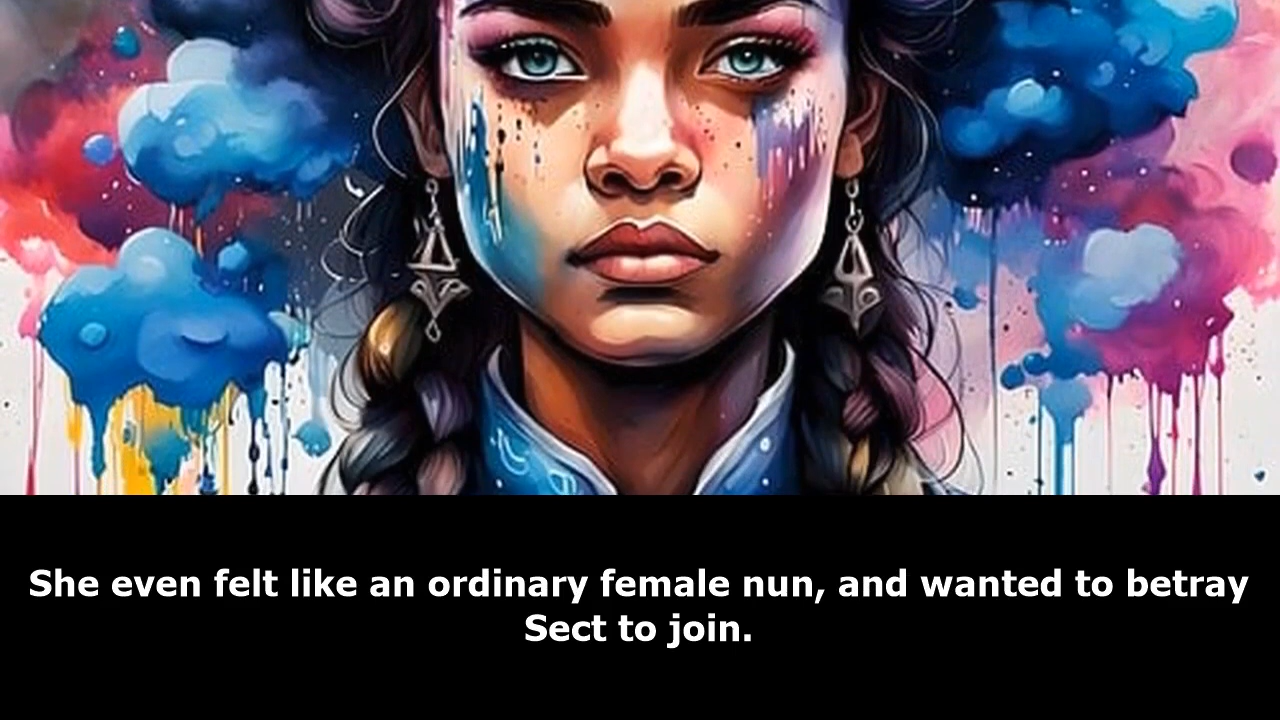 She even felt like an ordinary female nun, and wanted to betray
Sect to join.